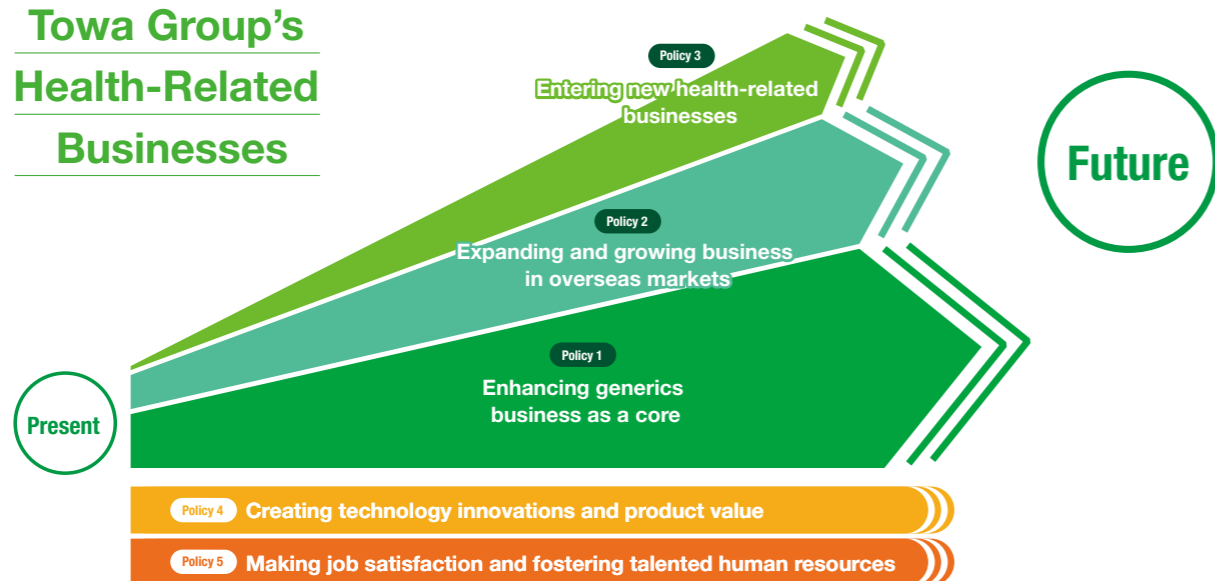 Towa Group's
Health-Related
Businesses
Policy 3
Entering new health-related
businesses
Future
Policy 2
Expanding and growing business
in overseas markets
Policy 1
Enhancing generics
business as a core
Present
Policy 4 Creating technology innovations and product value
Policy 5 Making job satisfaction and fostering talented human resources